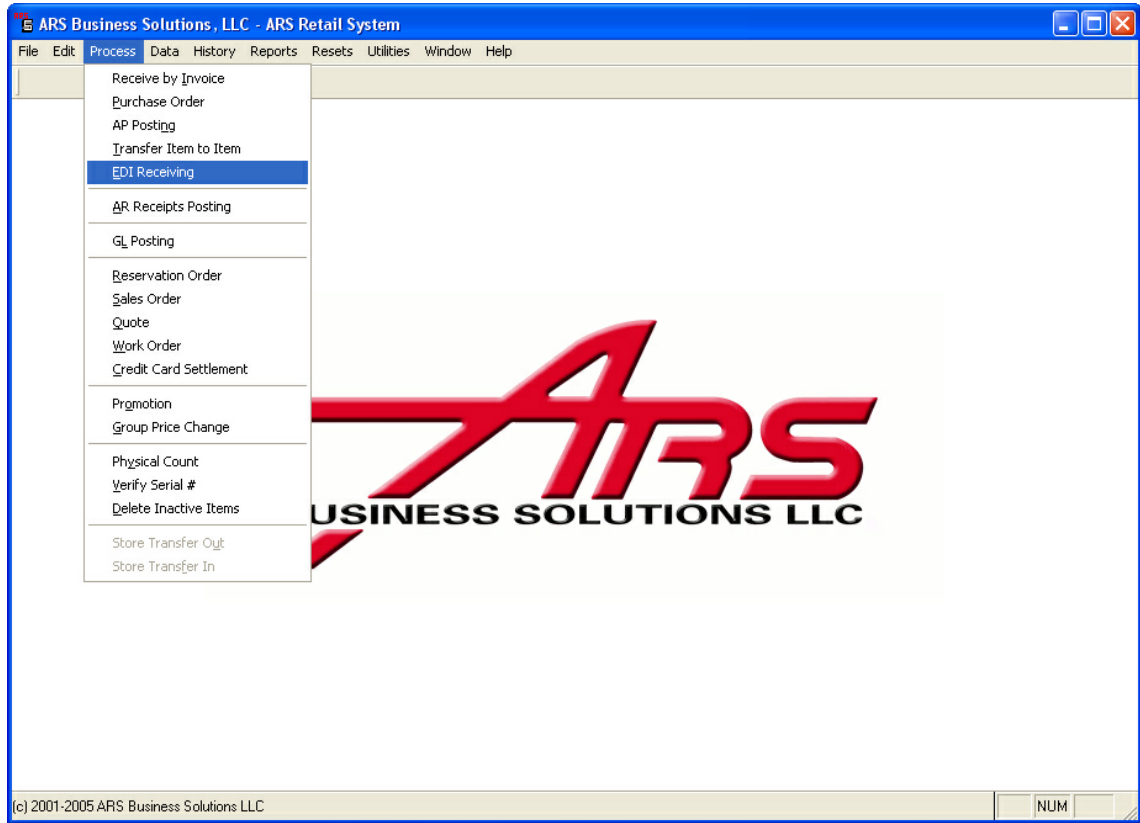 ARS Business Solutions, LLC - ARS Retail System
File Edit Process Data History Reports Resets Utilities Window Help
Receive by Invoice
Purchase Order
AP Posting
Transfer Item to Item
EDI Receiving
AR Receipts Posting
GL Posting
Reservation Order
Sales Order
Quote
Work Order
Credit Card Settlement
Promotion
Group Price Change
Physical Count
Verify Serial #
Delete Inactive Items
Store Transfer Out
Store Transfer In
ARS
USINESS SOLUTIONS LLC
(c) 2001-2005 ARS Business Solutions LLC
NUM